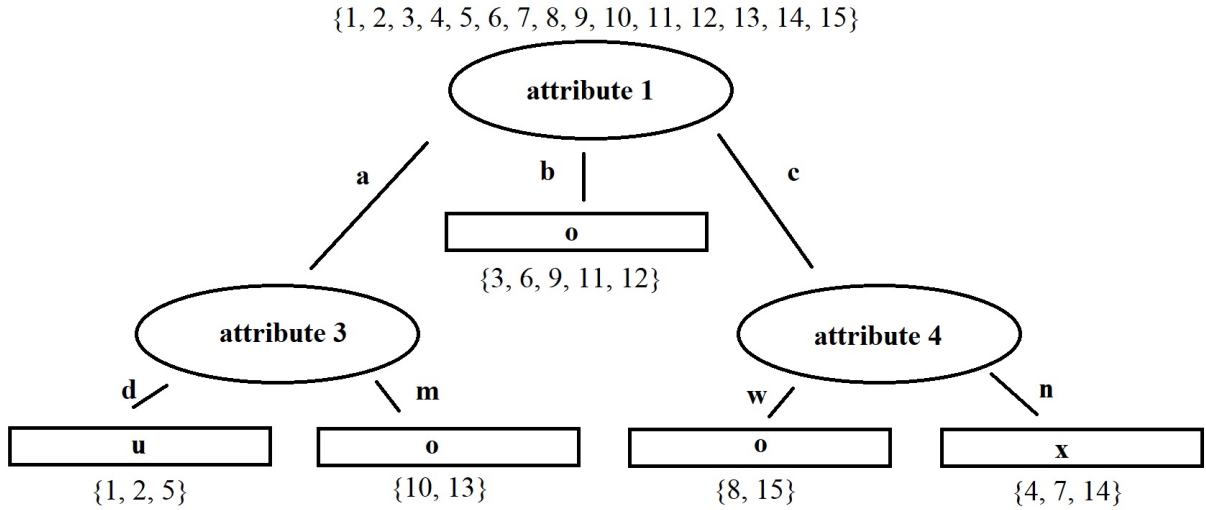 {1, 2, 3, 4, 5, 6, 7, 8, 9, 10, 11, 12, 13, 14, 15}
attribute 1
a
b
c
o
{3, 6, 9, 11, 12}
attribute 3
attribute 4
d
m
w
n
u
o
o
x
{1, 2, 5}
{10, 13}
{8, 15}
{4, 7, 14}